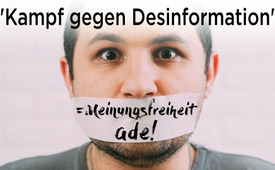 'Kampf gegen Desinformation'
=Meinungsfreiheit
ade!